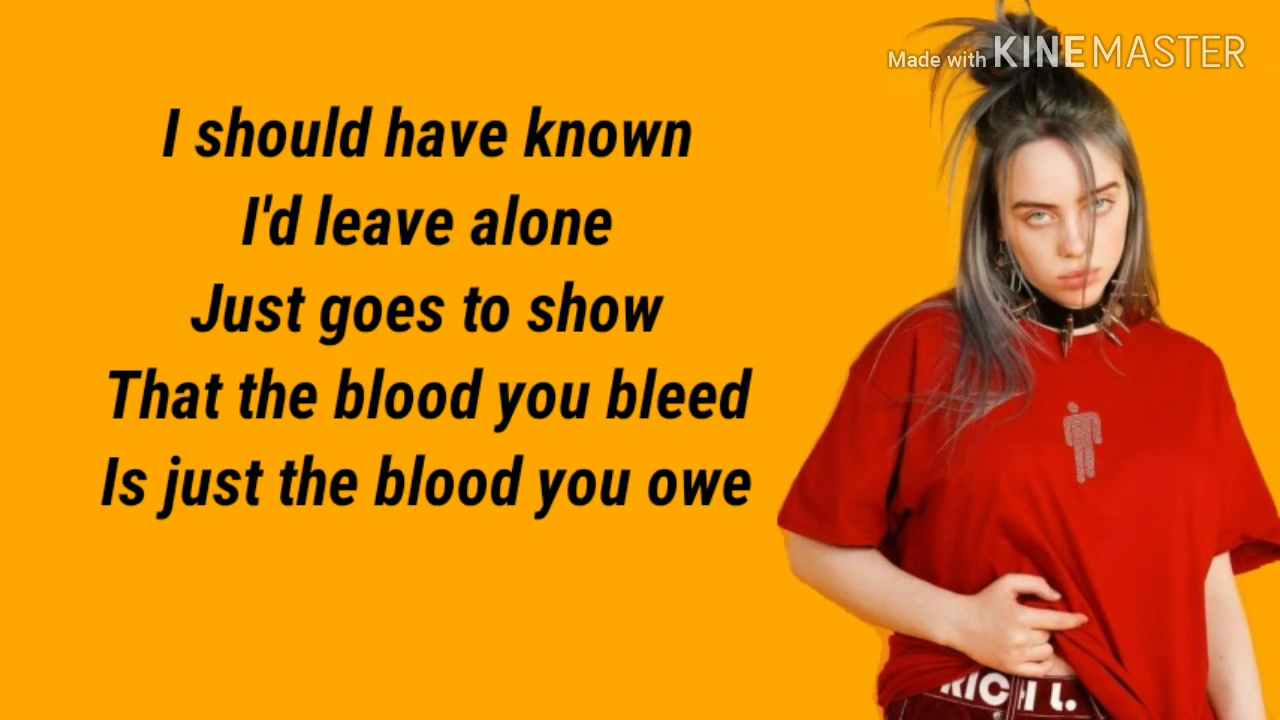 Made with KINEMASTER
I should have known
I'd leave alone
Just goes to show
That the blood you bleed
Is just the blood you owe